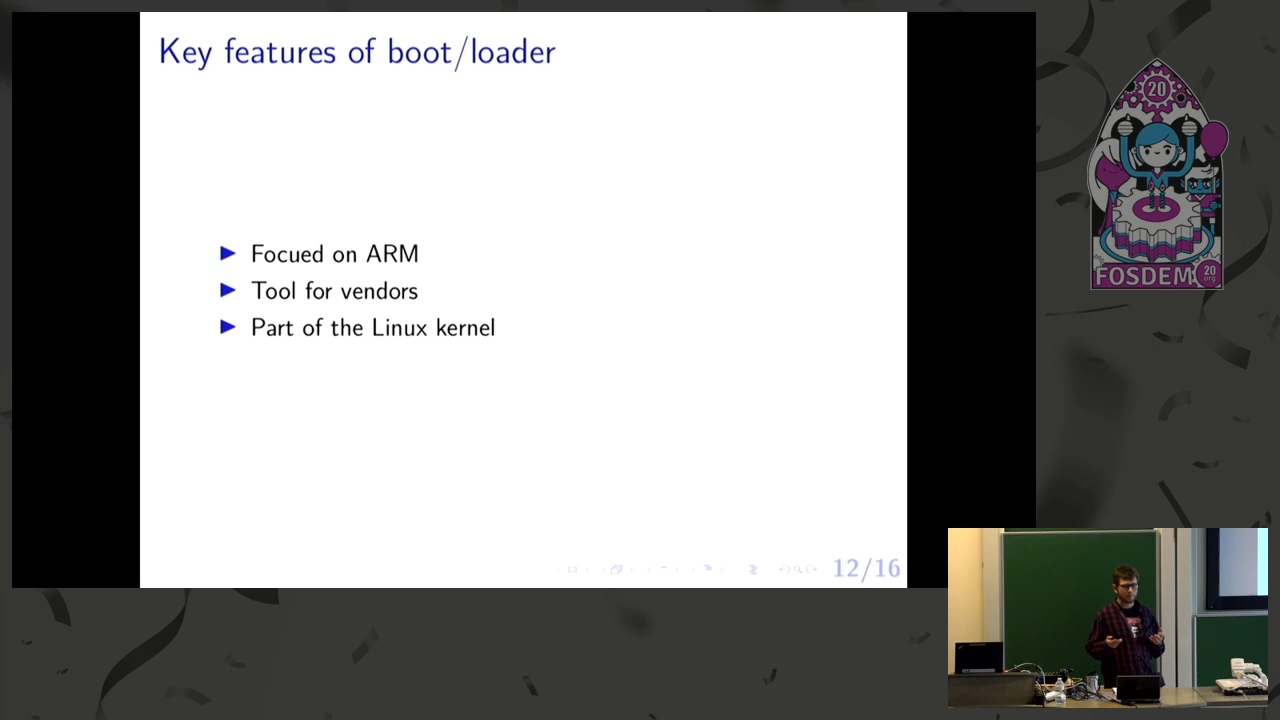 Key features of boot/loader
Focued on ARM
Tool for vendors
Part of the Linux kernel
12/16
20
FOSDEM
20
org